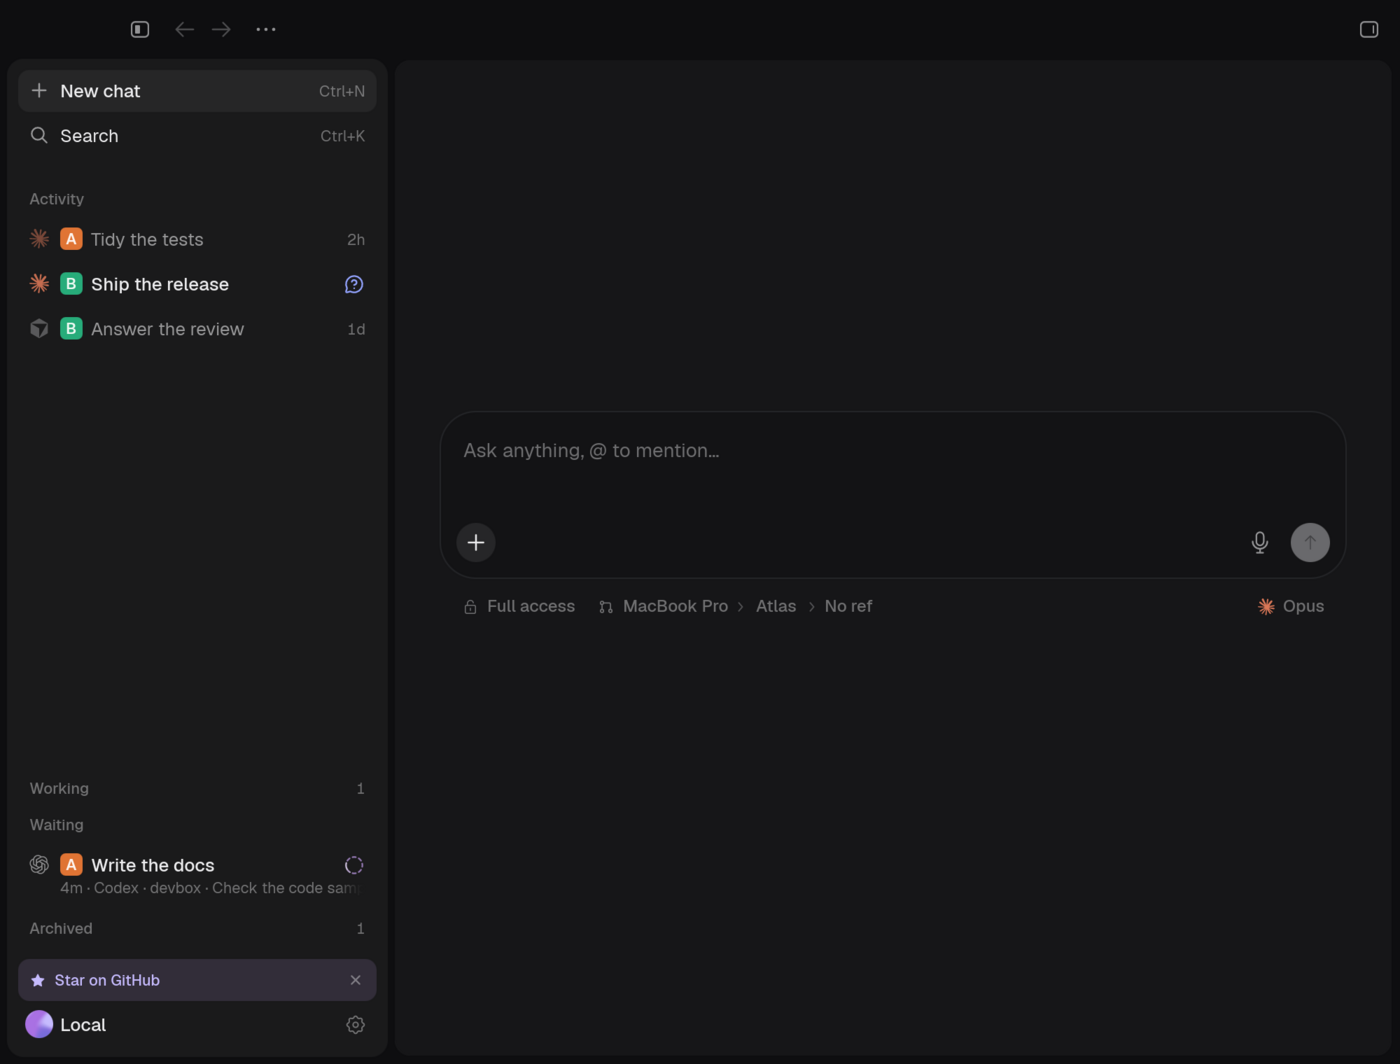 New chat Ctrl+N
Search Ctrl+K
Activity
A Tidy the tests 2h
B Ship the release
B Answer the review 1d
Ask anything, @ to mention...
Full access MacBook Pro > Atlas > No ref Opus
Working 1
Waiting
A Write the docs
4m · Codex · devbox · Check the code
Archived 1
Star on GitHub
Local